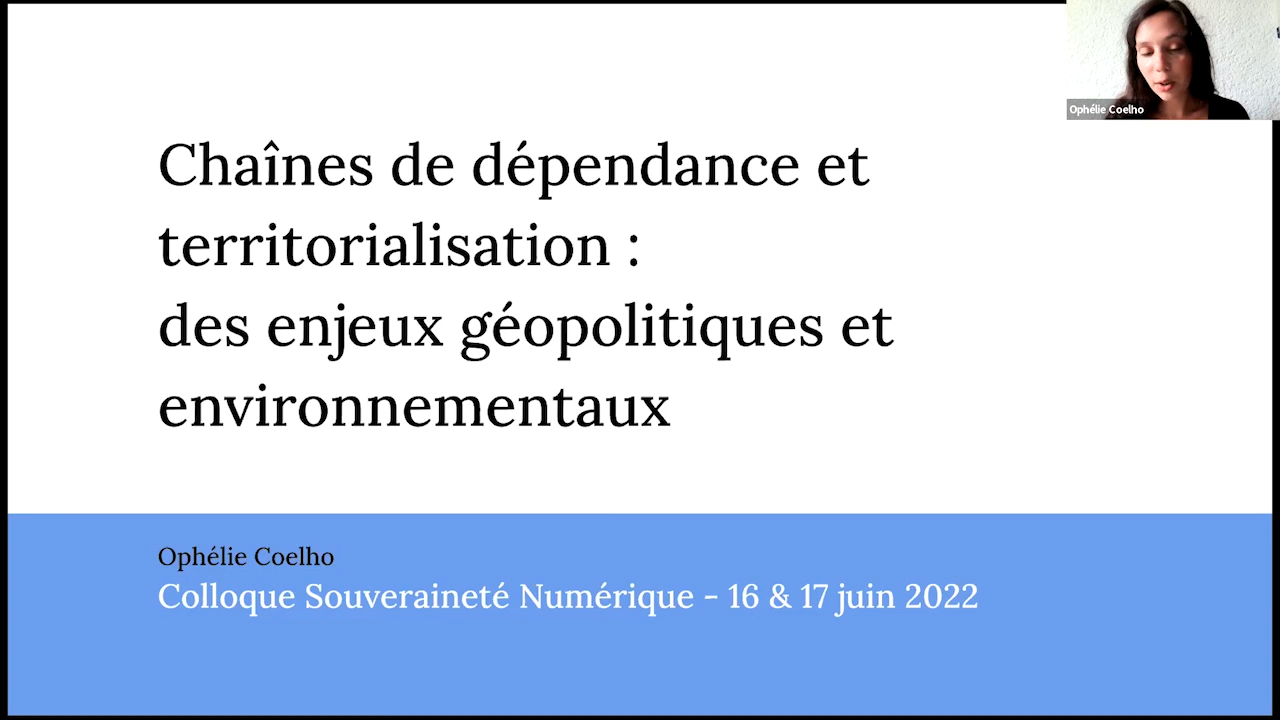 Ophélie Coelho
Chaînes de dépendance et
territorialisation :
des enjeux géopolitiques et
environnementaux
Ophélie Coelho
Colloque Souveraineté Numérique - 16 & 17 juin 2022